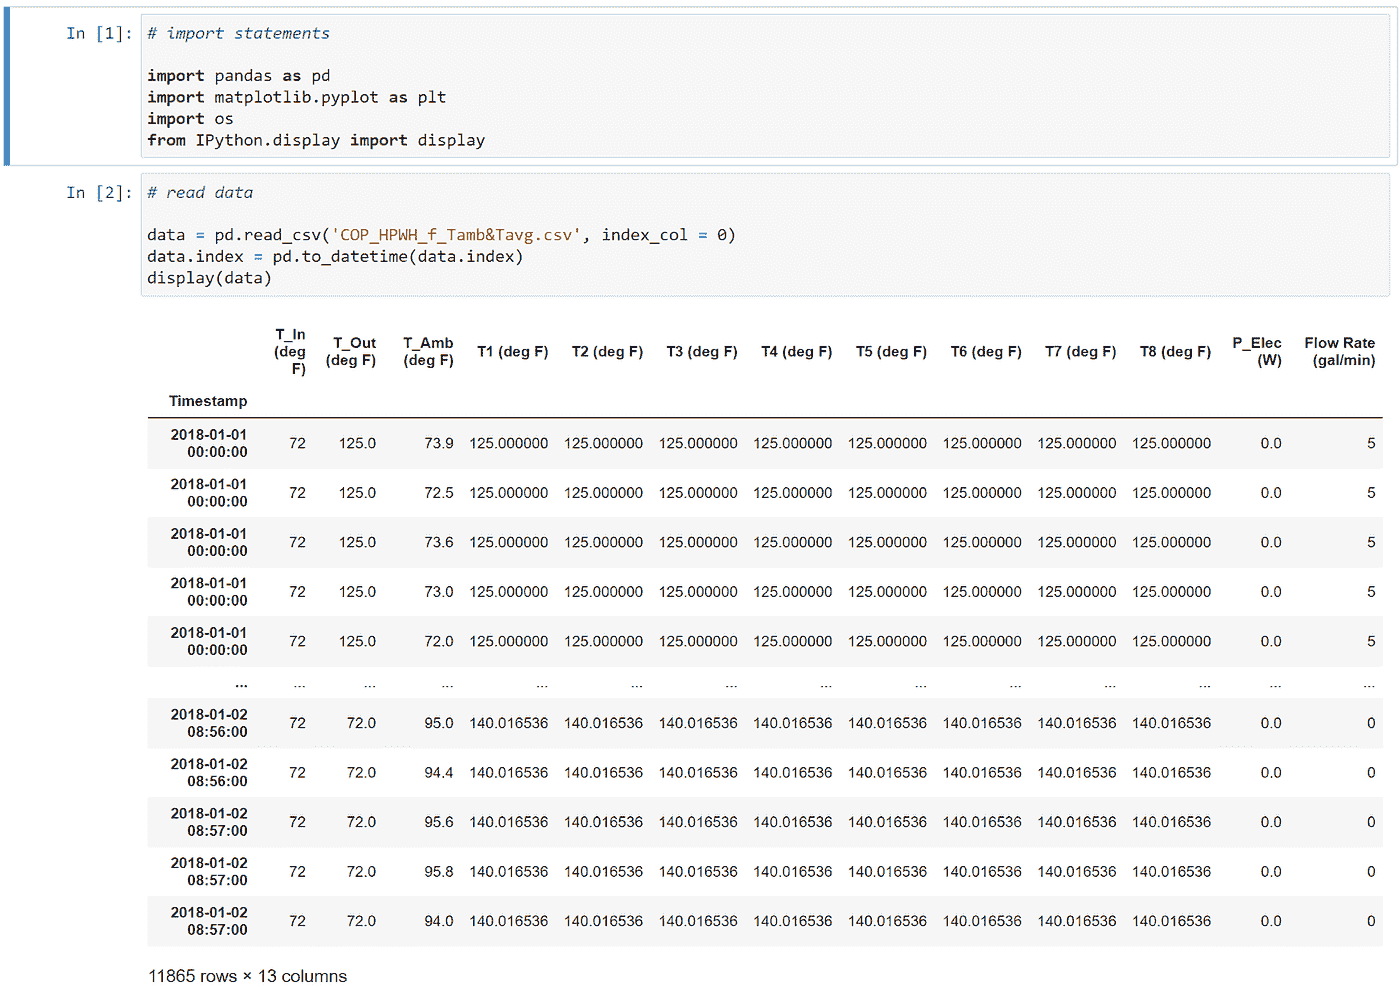 In [1]: # import statements
import pandas as pd
import matplotlib.pyplot as plt
import os
from IPython.display import display
In [2]: # read data
data = pd.read_csv('COP_HPWH_f_Tamb&Tavg.csv', index_col = 0)
data.index = pd.to_datetime(data.index)
display(data)
T_In (deg F) T_Out (deg F) T_Amb (deg F) T1 (deg F) T2 (deg F) T3 (deg F) T4 (deg F) T5 (deg F) T6 (deg F) T7 (deg F) T8 (deg F) P_Elec (W) Flow Rate (gal/min)
Timestamp
2018-01-01 00:00:00 72 125.0 73.9 125.000000 125.000000 125.000000 125.000000 125.000000 125.000000 125.000000 125.000000 0.0 5
2018-01-01 00:00:00 72 125.0 72.5 125.000000 125.000000 125.000000 125.000000 125.000000 125.000000 125.000000 125.000000 0.0 5
2018-01-01 00:00:00 72 125.0 73.6 125.000000 125.000000 125.000000 125.000000 125.000000 125.000000 125.000000 125.000000 0.0 5
2018-01-01 00:00:00 72 125.0 73.0 125.000000 125.000000 125.000000 125.000000 125.000000 125.000000 125.000000 125.000000 0.0 5
2018-01-01 00:00:00 72 125.0 72.0 125.000000 125.000000 125.000000 125.000000 125.000000 125.000000 125.000000 125.000000 0.0 5
... ... ... ... ... ... ... ... ... ... ... ... ... ...
2018-01-02 08:56:00 72 72.0 95.0 140.016536 140.016536 140.016536 140.016536 140.016536 140.016536 140.016536 140.016536 0.0 0
2018-01-02 08:56:00 72 72.0 94.4 140.016536 140.016536 140.016536 140.016536 140.016536 140.016536 140.016536 140.016536 0.0 0
2018-01-02 08:57:00 72 72.0 95.6 140.016536 140.016536 140.016536 140.016536 140.016536 140.016536 140.016536 140.016536 0.0 0
2018-01-02 08:57:00 72 72.0 95.8 140.016536 140.016536 140.016536 140.016536 140.016536 140.016536 140.016536 140.016536 0.0 0
2018-01-02 08:57:00 72 72.0 94.0 140.016536 140.016536 140.016536 140.016536 140.016536 140.016536 140.016536 140.016536 0.0 0
11865 rows × 13 columns